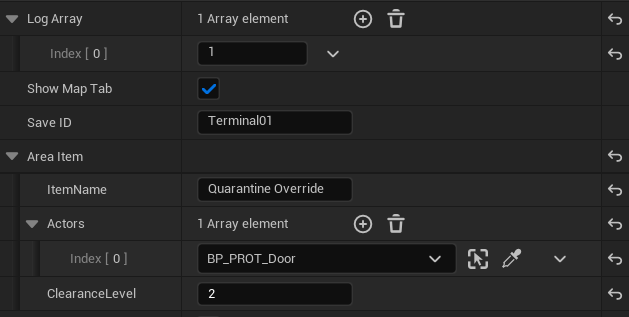 Log Array 1 Array element
Index [ 0 ] 1
Show Map Tab
Save ID Terminal01
Area Item
ItemName Quarantine Override
Actors 1 Array element
Index [ 0 ] BP_PROT_Door
ClearanceLevel 2